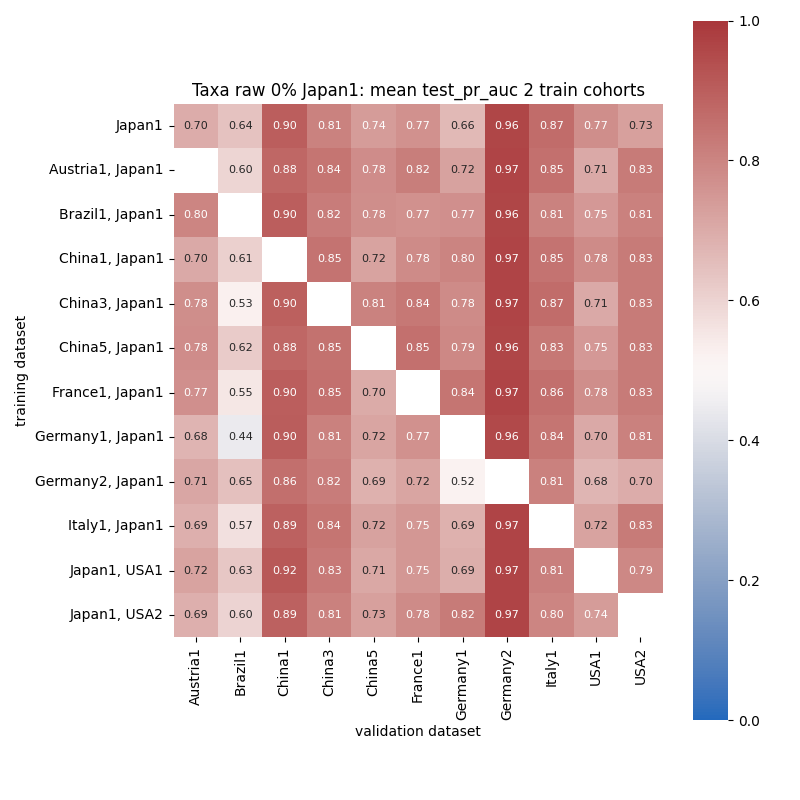 Taxa raw 0% Japan1: mean test_pr_auc 2 train cohorts
training dataset
Japan1 0.70 0.64 0.90 0.81 0.74 0.77 0.66 0.96 0.87 0.77 0.73
Austria1, Japan1 0.60 0.88 0.84 0.78 0.82 0.72 0.97 0.85 0.71 0.83
Brazil1, Japan1 0.80 0.90 0.82 0.78 0.77 0.77 0.96 0.81 0.75 0.81
China1, Japan1 0.70 0.61 0.85 0.72 0.78 0.80 0.97 0.85 0.78 0.83
China3, Japan1 0.78 0.53 0.90 0.81 0.84 0.78 0.97 0.87 0.71 0.83
China5, Japan1 0.78 0.62 0.88 0.85 0.85 0.79 0.96 0.83 0.75 0.83
France1, Japan1 0.77 0.55 0.90 0.85 0.70 0.84 0.97 0.86 0.78 0.83
Germany1, Japan1 0.68 0.44 0.90 0.81 0.72 0.77 0.96 0.84 0.70 0.81
Germany2, Japan1 0.71 0.65 0.86 0.82 0.69 0.72 0.52 0.81 0.68 0.70
Italy1, Japan1 0.69 0.57 0.89 0.84 0.72 0.75 0.69 0.97 0.72 0.83
Japan1, USA1 0.72 0.63 0.92 0.83 0.71 0.75 0.69 0.97 0.81 0.79
Japan1, USA2 0.69 0.60 0.89 0.81 0.73 0.78 0.82 0.97 0.80 0.74
Austria1 Brazil1 China1 China3 China5 France1 Germany1 Germany2 Italy1 USA1 USA2
validation dataset
1.0
0.8
0.6
0.4
0.2
0.0